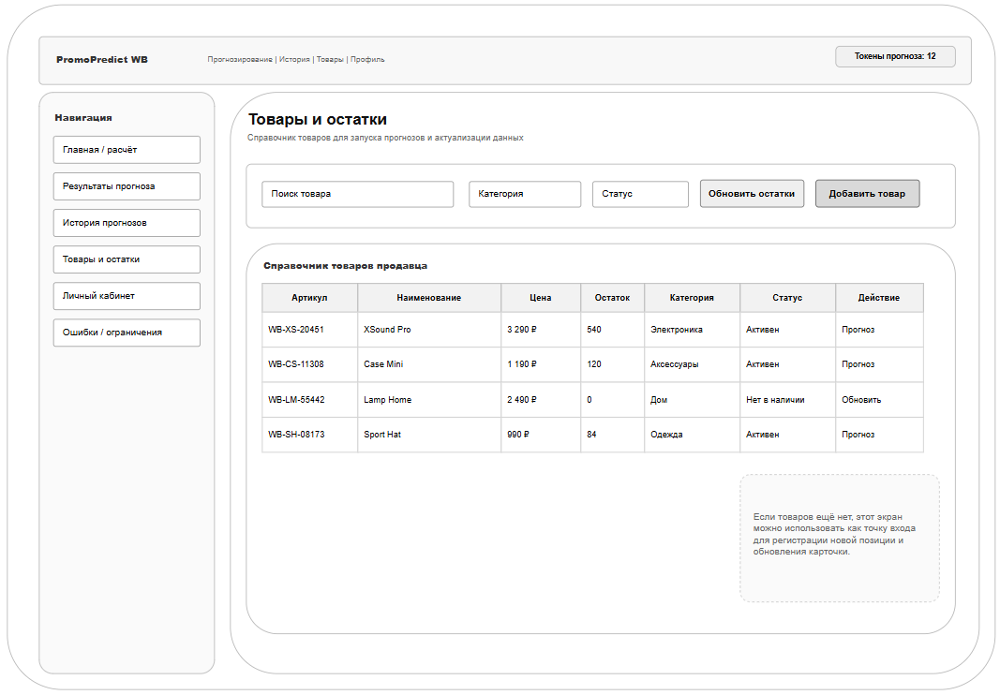 PromoPredict WB
Прогнозирование | История | Товары | Профиль
Токены прогноза: 12
Навигация
Главная / расчёт
Результаты прогноза
История прогнозов
Товары и остатки
Личный кабинет
Ошибки / ограничения
Товары и остатки
Справочник товаров для запуска прогнозов и актуализации данных
Поиск товара
Категория
Статус
Обновить остатки
Добавить товар
Справочник товаров продавца
Артикул Наименование Цена Остаток Категория Статус Действие
WB-XS-20451 XSound Pro 3 290 ₽ 540 Электроника Активен Прогноз
WB-CS-11308 Case Mini 1 190 ₽ 120 Аксессуары Активен Прогноз
WB-LM-55442 Lamp Home 2 490 ₽ 0 Дом Нет в наличии Обновить
WB-SH-08173 Sport Hat 990 ₽ 84 Одежда Активен Прогноз
Если товаров ещё нет, этот экран
можно использовать как точку входа
для регистрации новой позиции и
обновления карточки.